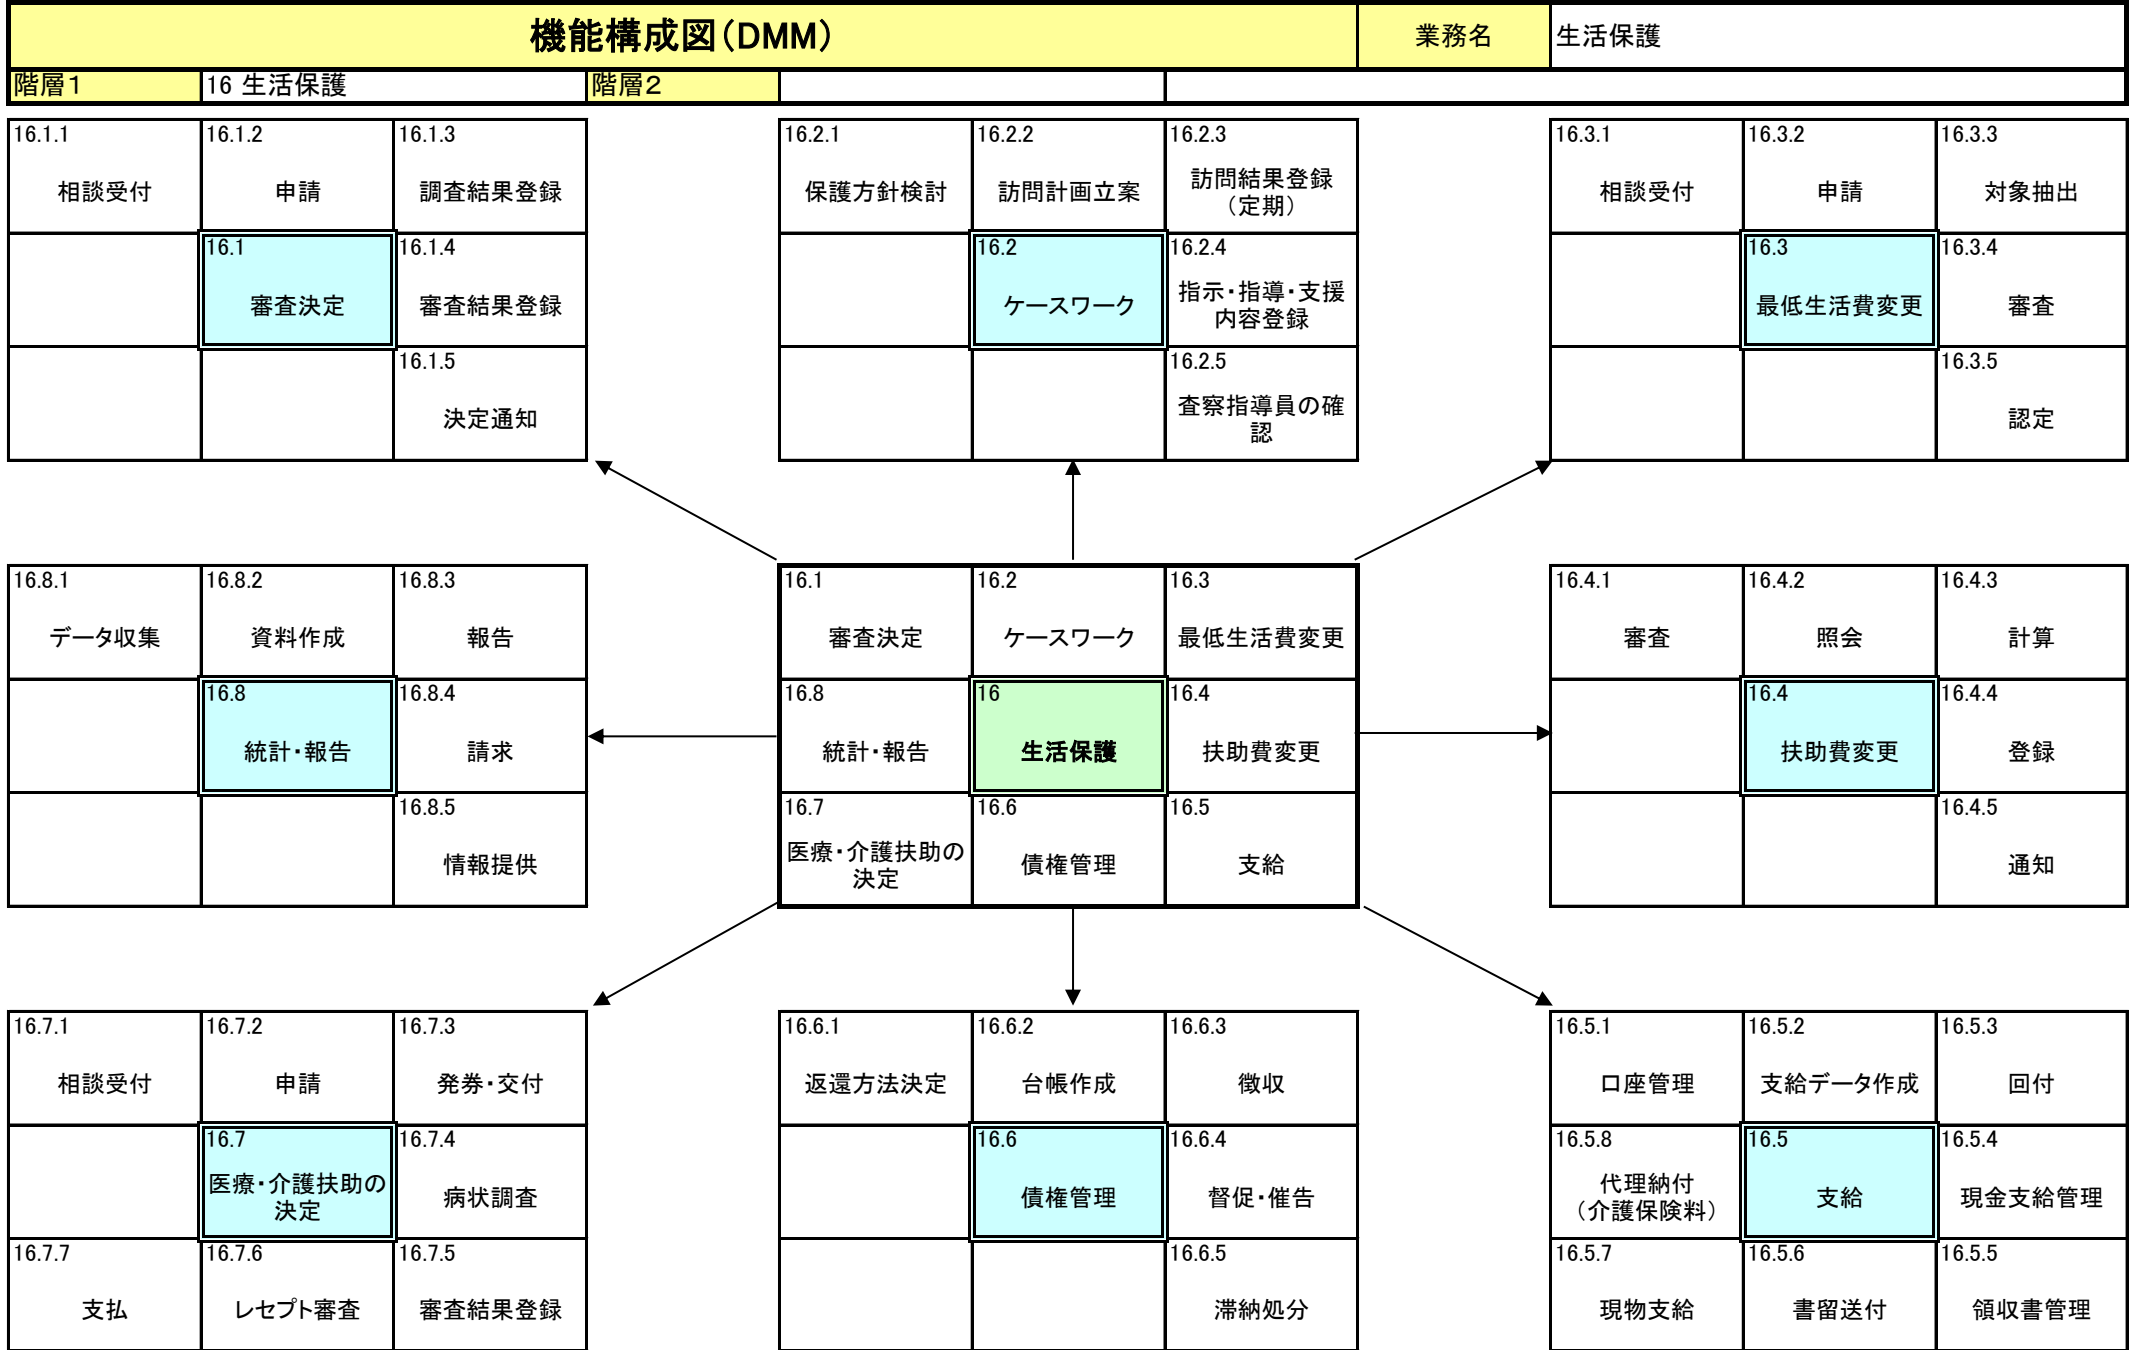 機能構成図(DMM)
業務名
生活保護
階層1
16 生活保護
階層2
16.1.1
16.1.2
16.1.3
相談受付
申請
調査結果登録
16.1
16.1.4
審査決定
審査結果登録
16.1.5
決定通知
16.2.1
16.2.2
16.2.3
保護方針検討
訪問計画立案
訪問結果登録
(定期)
16.2
16.2.4
ケースワーク
指示・指導・支援
内容登録
16.2.5
査察指導員の確
認
16.3.1
16.3.2
16.3.3
相談受付
申請
対象抽出
16.3
16.3.4
最低生活費変更
審査
16.3.5
認定
16.8.1
16.8.2
16.8.3
データ収集
資料作成
報告
16.8
16.8.4
統計・報告
請求
16.8.5
情報提供
16.1
16.2
16.3
審査決定
ケースワーク
最低生活費変更
16.8
16
16.4
統計・報告
生活保護
扶助費変更
16.7
16.6
16.5
医療・介護扶助の
決定
債権管理
支給
16.4.1
16.4.2
16.4.3
審査
照会
計算
16.4
16.4.4
扶助費変更
登録
16.4.5
通知
16.7.1
16.7.2
16.7.3
相談受付
申請
発券・交付
16.7
16.7.4
医療・介護扶助の
決定
病状調査
16.7.7
16.7.6
16.7.5
支払
レセプト審査
審査結果登録
16.6.1
16.6.2
16.6.3
返還方法決定
台帳作成
徴収
16.6
16.6.4
債権管理
督促・催告
16.6.5
滞納処分
16.5.1
16.5.2
16.5.3
口座管理
支給データ作成
回付
16.5.8
16.5
16.5.4
代理納付
(介護保険料)
支給
現金支給管理
16.5.7
16.5.6
16.5.5
現物支給
書留送付
領収書管理